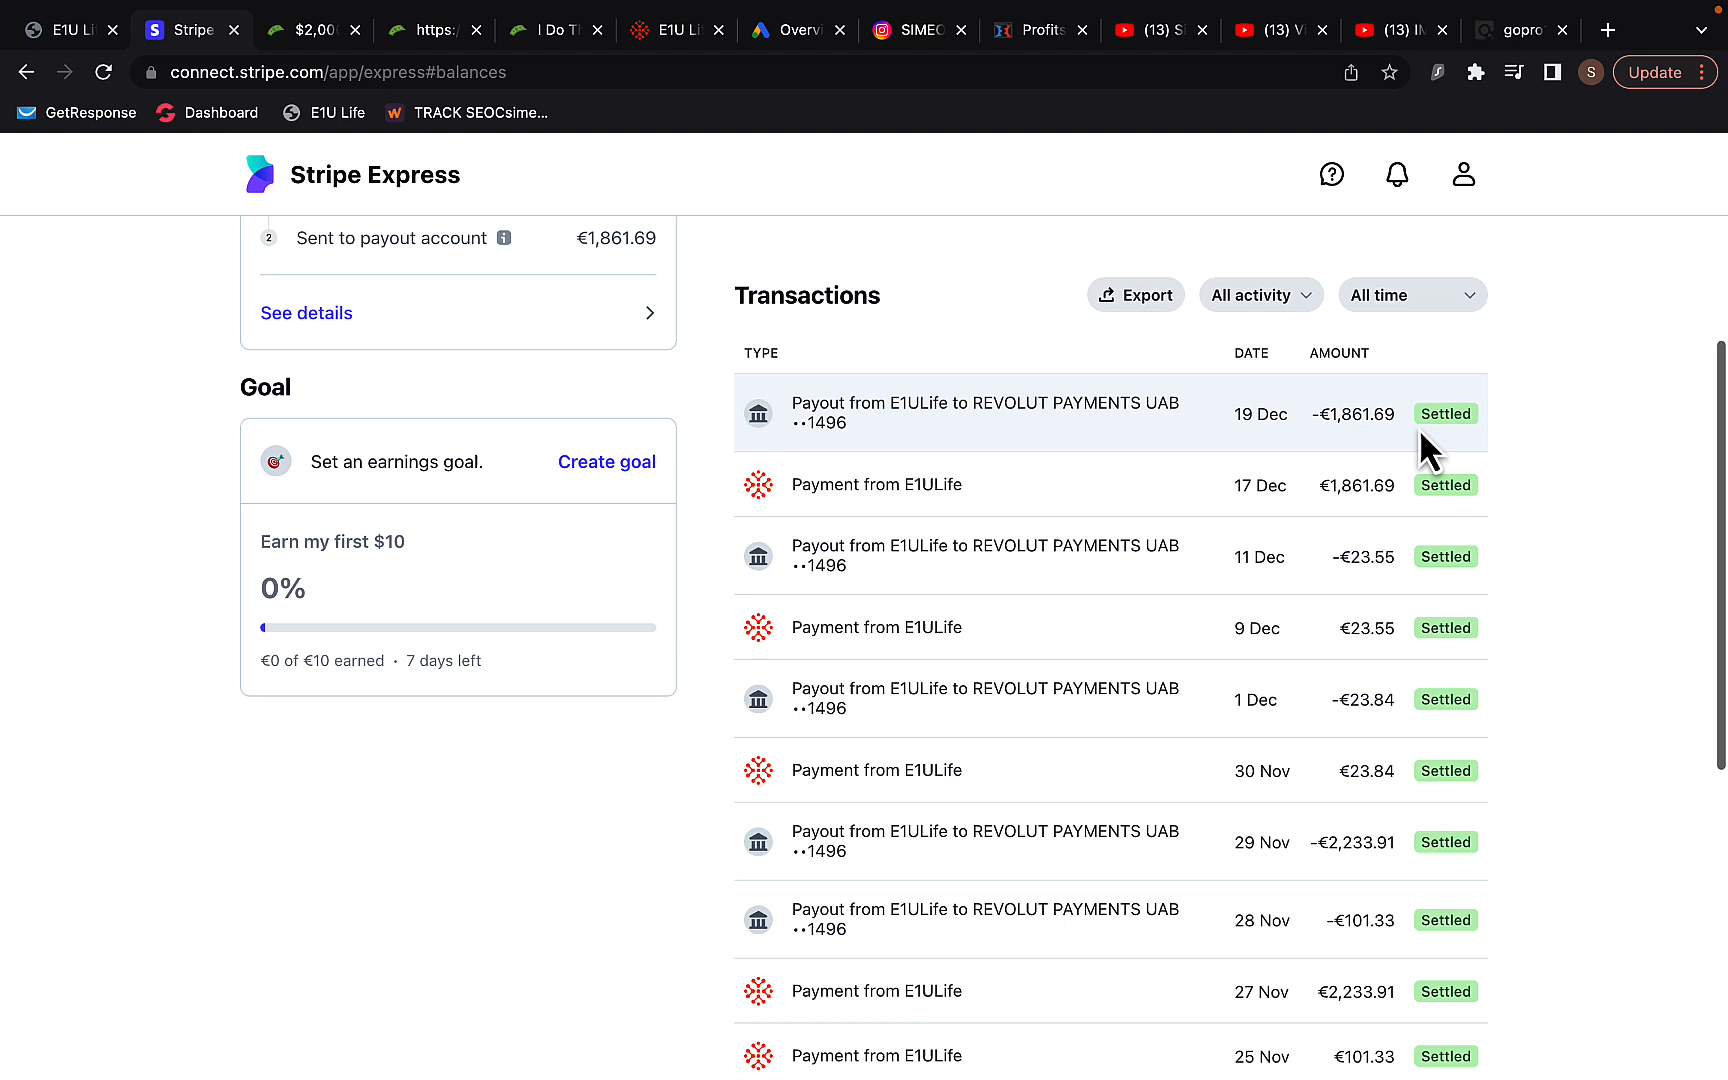 E1U Li
Stripe
$2,00
https:/
I Do Th
E1U Li
Overvi
SIMEO
Profits
(13) S
(13) Vi
(13) IM
gopro
connect.stripe.com/app/express#balances
S
Update
GetResponse
Dashboard
E1U Life
TRACK SEOCsime...
Stripe Express
2 Sent to payout account €1,861.69
See details
Goal
Set an earnings goal. Create goal
Earn my first $10
0%
€0 of €10 earned · 7 days left
Transactions
Export
All activity
All time
TYPE DATE AMOUNT
Payout from E1ULife to REVOLUT PAYMENTS UAB
••1496
19 Dec -€1,861.69 Settled
Payment from E1ULife 17 Dec €1,861.69 Settled
Payout from E1ULife to REVOLUT PAYMENTS UAB
••1496
11 Dec -€23.55 Settled
Payment from E1ULife 9 Dec €23.55 Settled
Payout from E1ULife to REVOLUT PAYMENTS UAB
••1496
1 Dec -€23.84 Settled
Payment from E1ULife 30 Nov €23.84 Settled
Payout from E1ULife to REVOLUT PAYMENTS UAB
••1496
29 Nov -€2,233.91 Settled
Payout from E1ULife to REVOLUT PAYMENTS UAB
••1496
28 Nov -€101.33 Settled
Payment from E1ULife 27 Nov €2,233.91 Settled
Payment from E1ULife 25 Nov €101.33 Settled